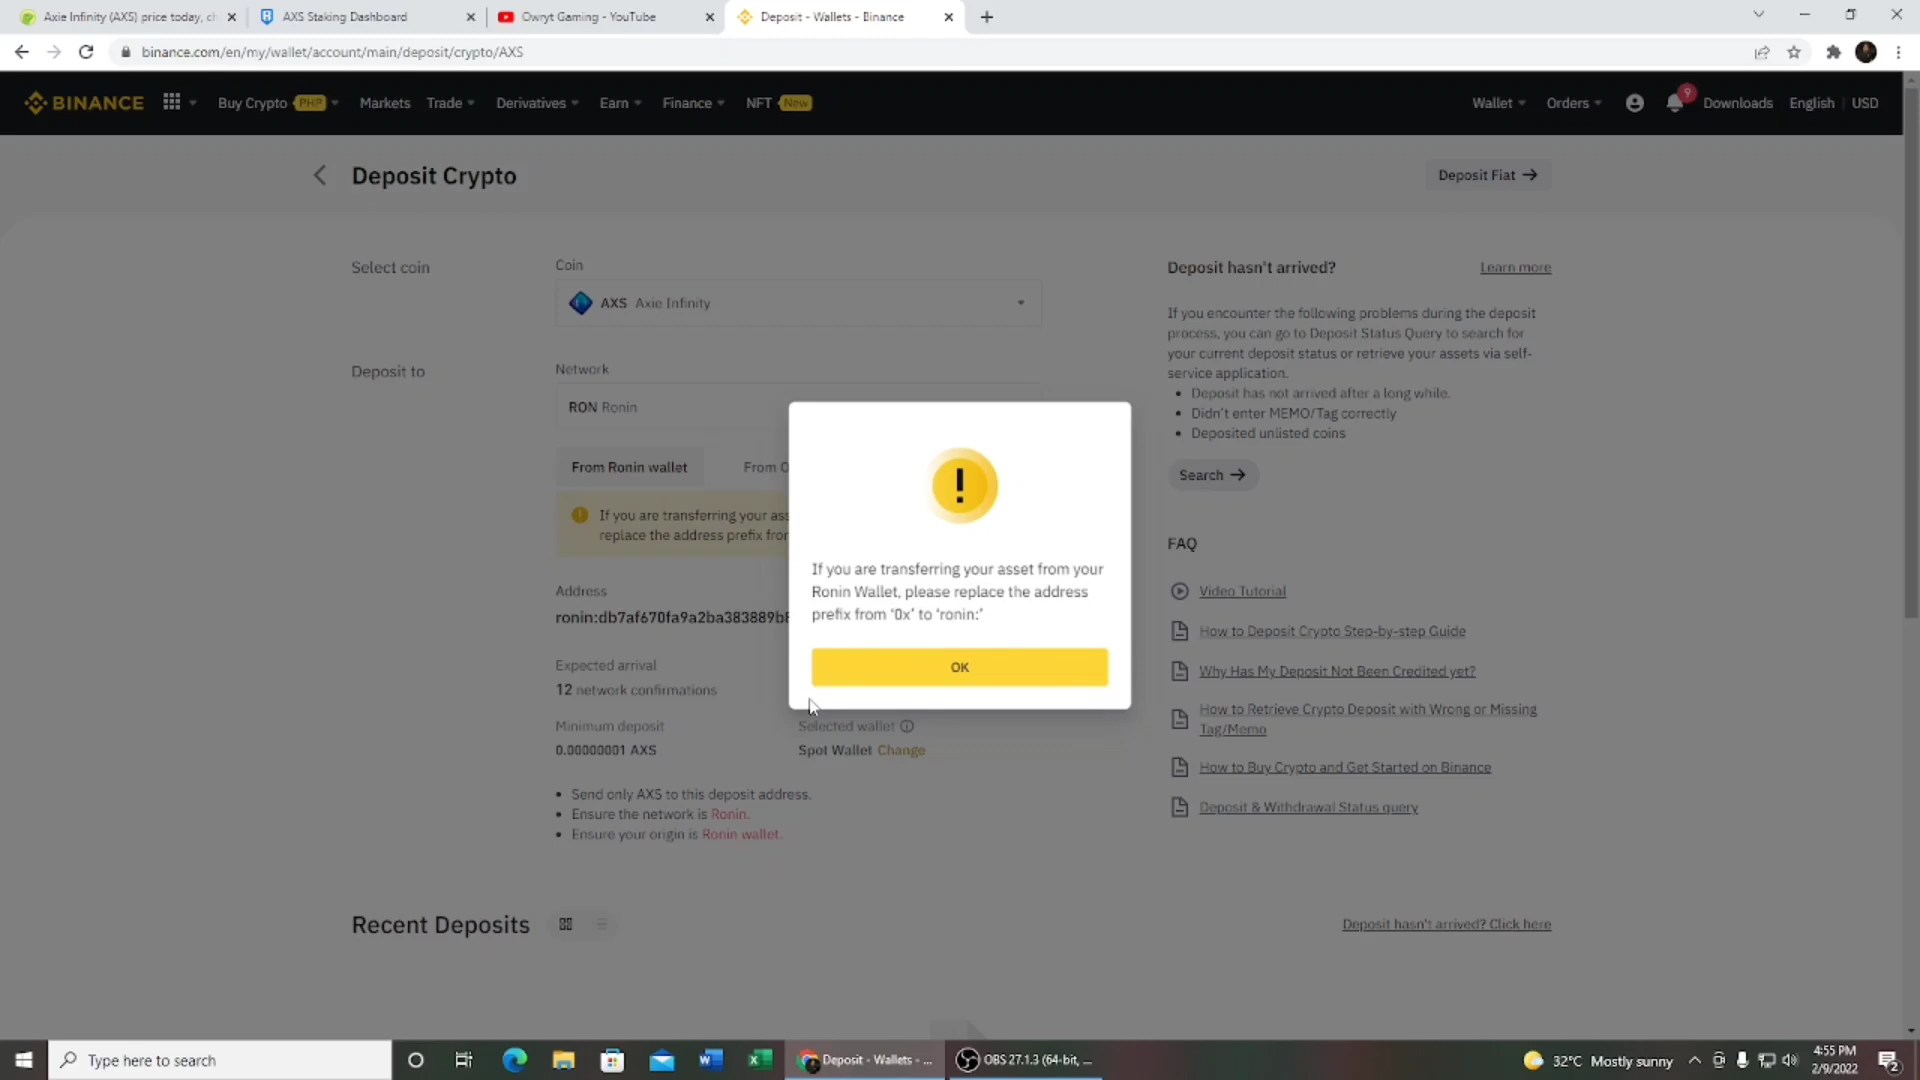 Axie Infinity (AXS) price today, ch
AXS Staking Dashboard
Owryt Gaming - YouTube
Deposit - Wallets - Binance
binance.com/en/my/wallet/account/main/deposit/crypto/AXS
BINANCE
Buy Crypto PHP
Markets
Trade
Derivatives
Earn
Finance
NFT New
Wallet
Orders
9
Downloads
English
USD
Deposit Crypto
Deposit Fiat →
Select coin
Coin
AXS Axie Infinity
Deposit to
Network
RON Ronin
From Ronin wallet
From O
If you are transferring your ass
replace the address prefix fror
Address
ronin:db7af670fa9a2ba383889b
Expected arrival
12 network confirmations
Minimum deposit
0.00000001 AXS
Selected wallet
Spot Wallet Change
• Send only AXS to this deposit address.
• Ensure the network is Ronin.
• Ensure your origin is Ronin wallet.
!
If you are transferring your asset from your
Ronin Wallet, please replace the address
prefix from ‘0x’ to ‘ronin:’
OK
Deposit hasn't arrived?
Learn more
If you encounter the following problems during the deposit
process, you can go to Deposit Status Query to search for
your current deposit status or retrieve your assets via self-
service application.
• Deposit has not arrived after a long while.
• Didn't enter MEMO/Tag correctly
• Deposited unlisted coins
Search →
FAQ
Video Tutorial
How to Deposit Crypto Step-by-step Guide
Why Has My Deposit Not Been Credited yet?
How to Retrieve Crypto Deposit with Wrong or Missing
Tag/Memo
How to Buy Crypto and Get Started on Binance
Deposit & Withdrawal Status query
Recent Deposits
Deposit hasn't arrived? Click here
Type here to search
Deposit - Wallets - ...
OBS 27.1.3 (64-bit, ...
32°C Mostly sunny
4:55 PM
2/9/2022
2